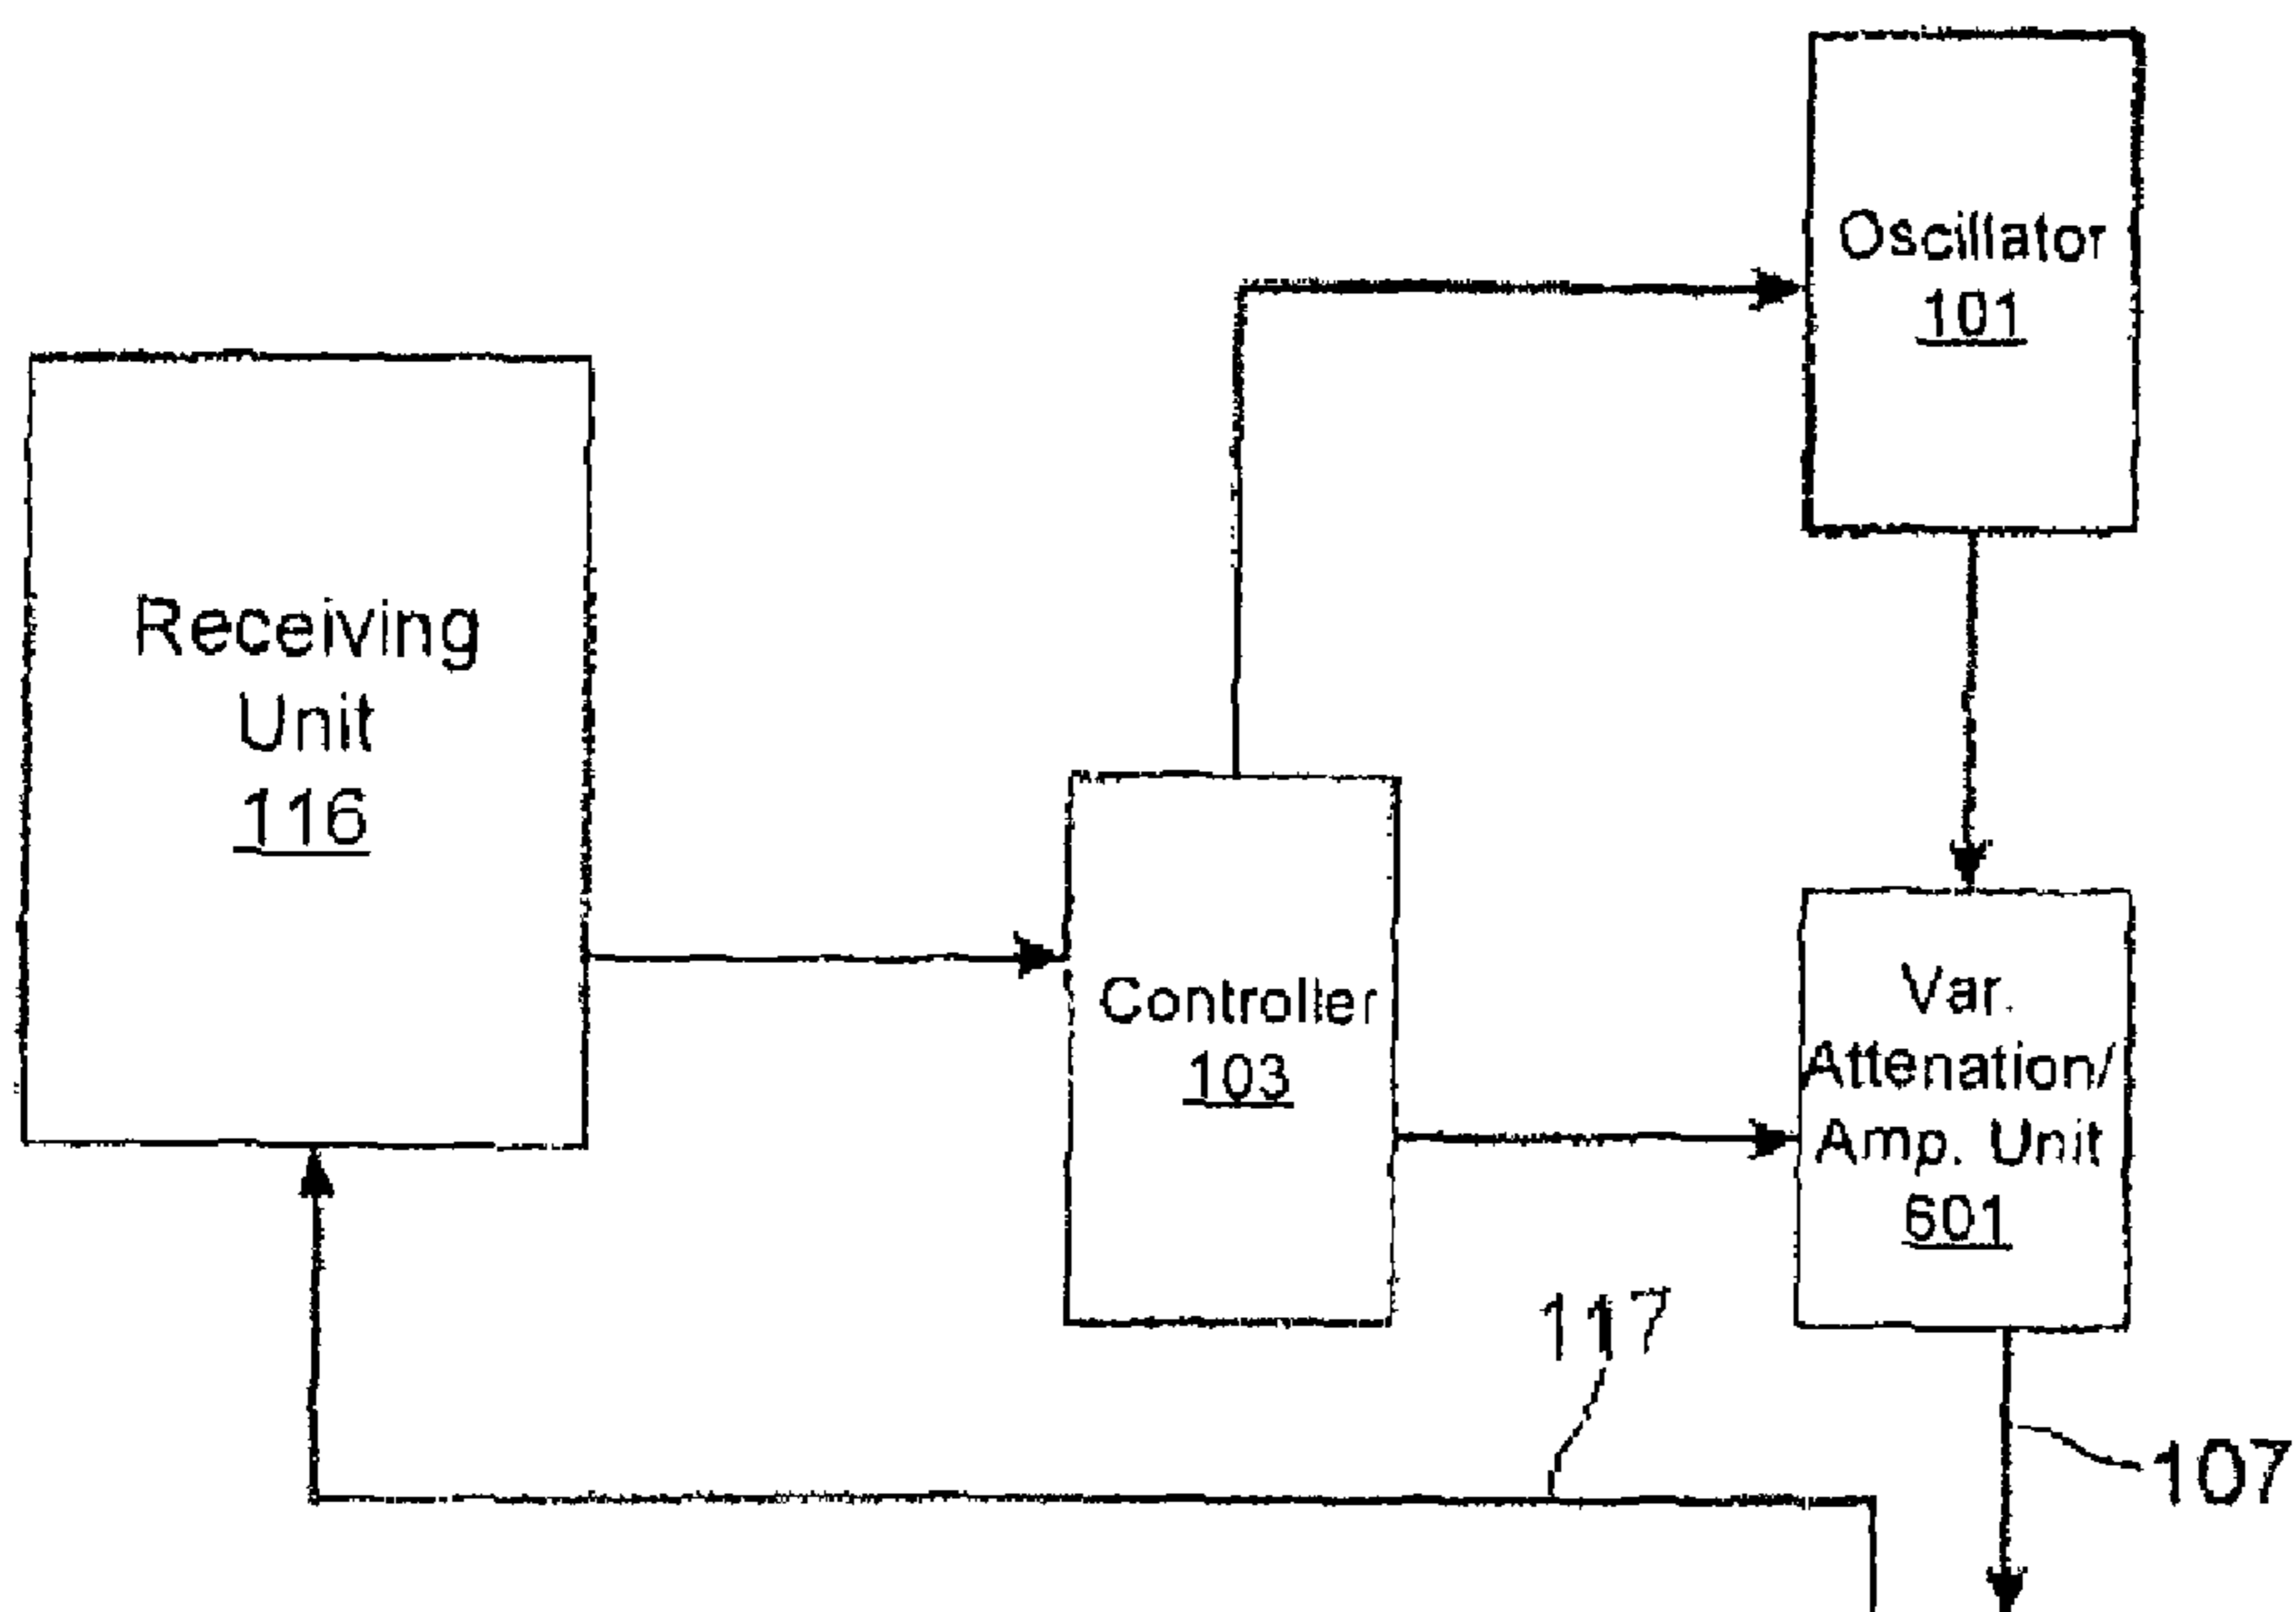 Oscillator
101
Receiving
Unit
116
Controller
103
Var.
Attenation/
Amp. Unit
601
117
107